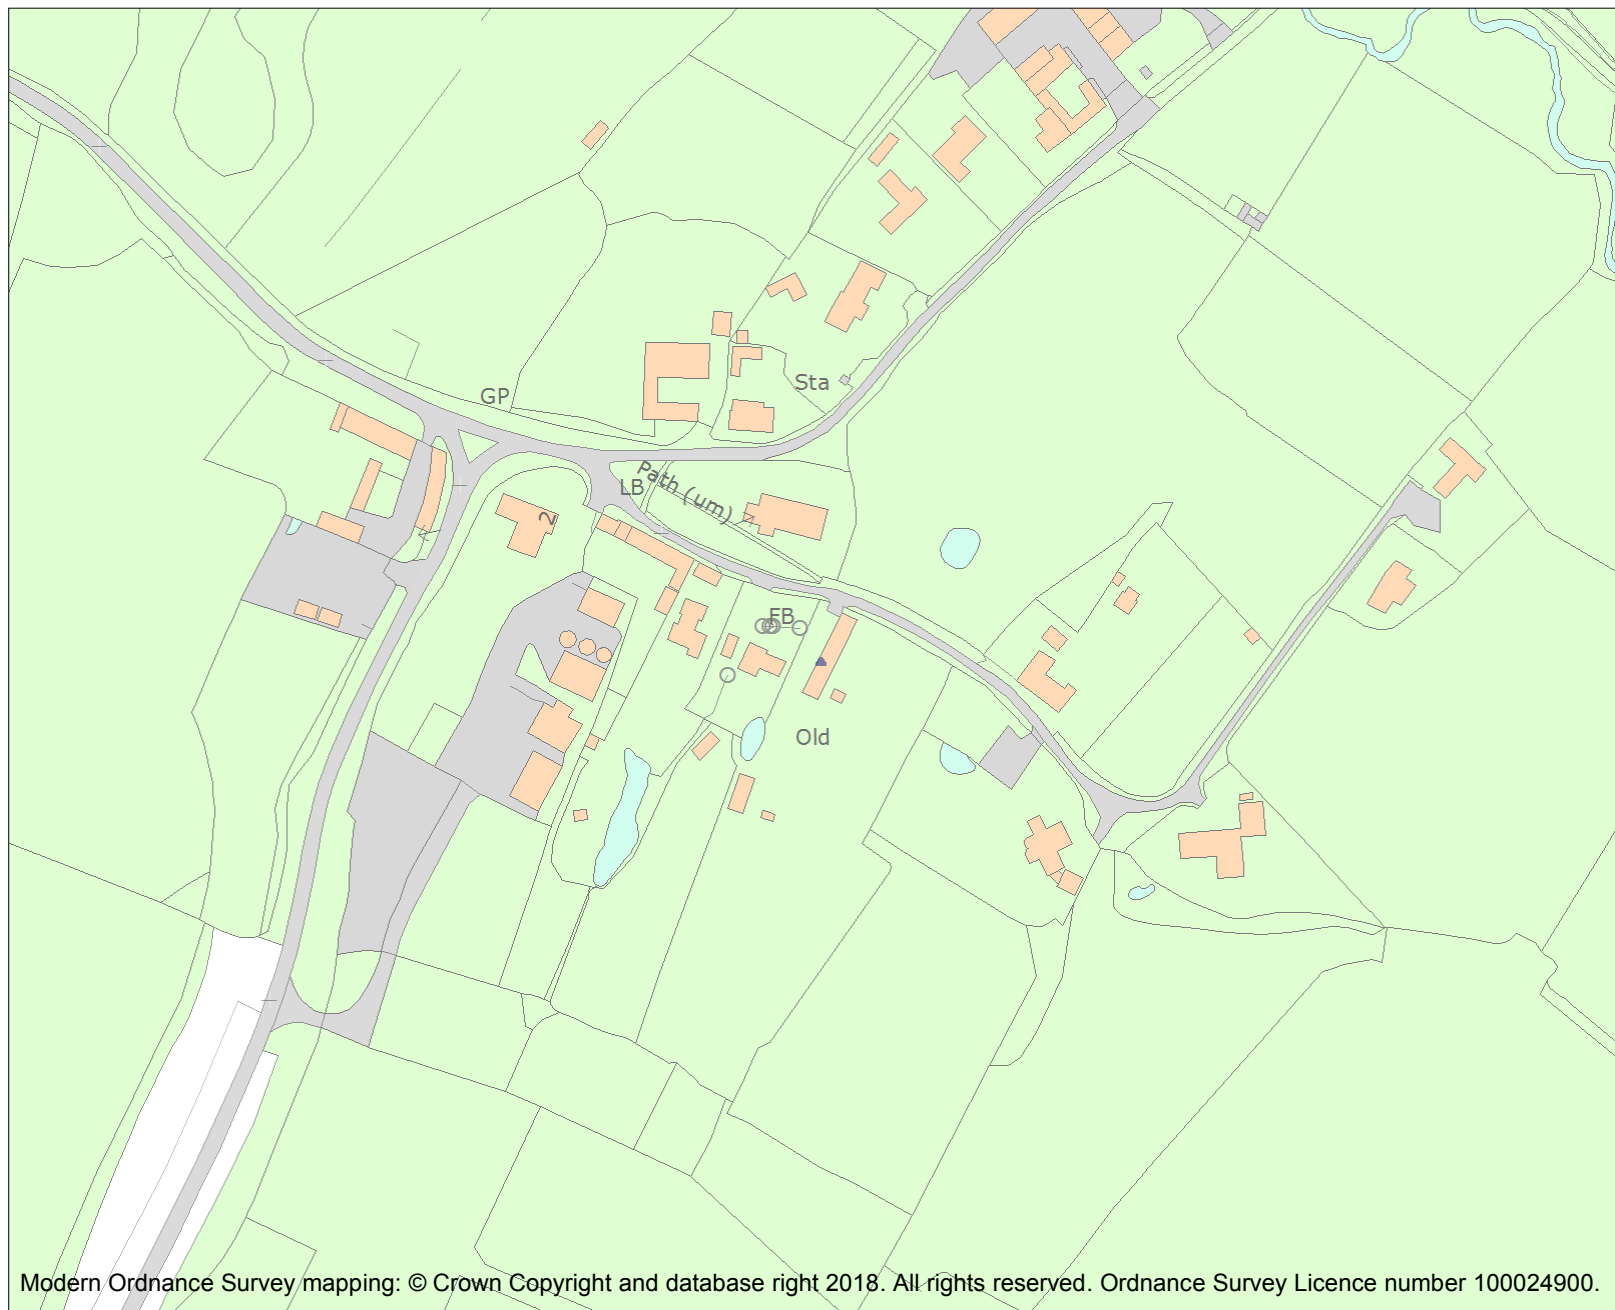 Sta
GP
Path (um)
LB
2
FB
Old
Modern Ordnance Survey mapping: © Crown Copyright and database right 2018. All rights reserved. Ordnance Survey Licence number 100024900.